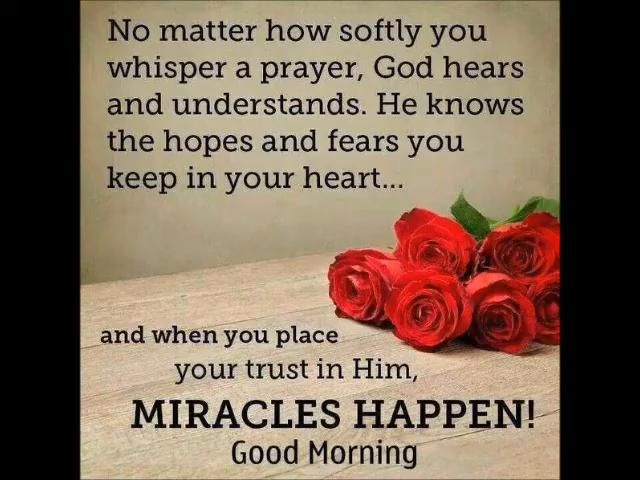 No matter how softly you
whisper a prayer, God hears
and understands. He knows
the hopes and fears you
keep in your heart...
and when you place
your trust in Him,
MIRACLES HAPPEN!
Good Morning